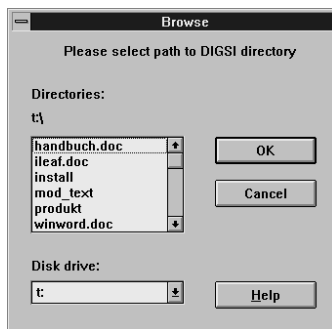 Browse
Please select path to DIGSI directory
Directories:
t:\
handbuch.doc
ileaf.doc
install
mod_text
produkt
winword.doc
OK
Cancel
Disk drive:
t:
Help